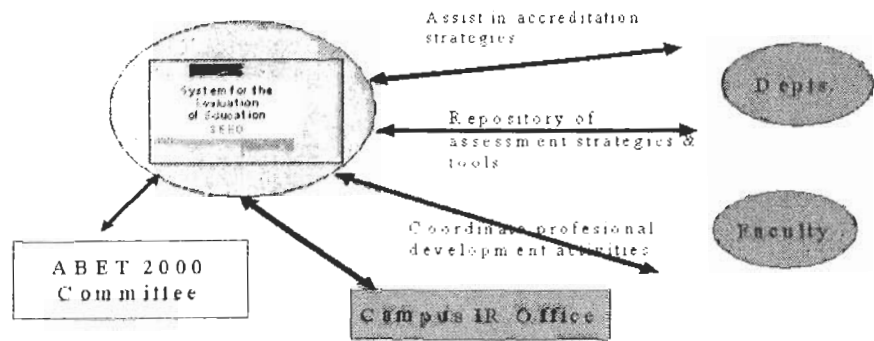 Assist in accreditation
strategies
System for the
Evaluation
of Education
Depts.
Repository of
assessment strategies &
tools
Faculty
Coordinate profesional
development activities
ABET 2000
Committee
Campus IR Office